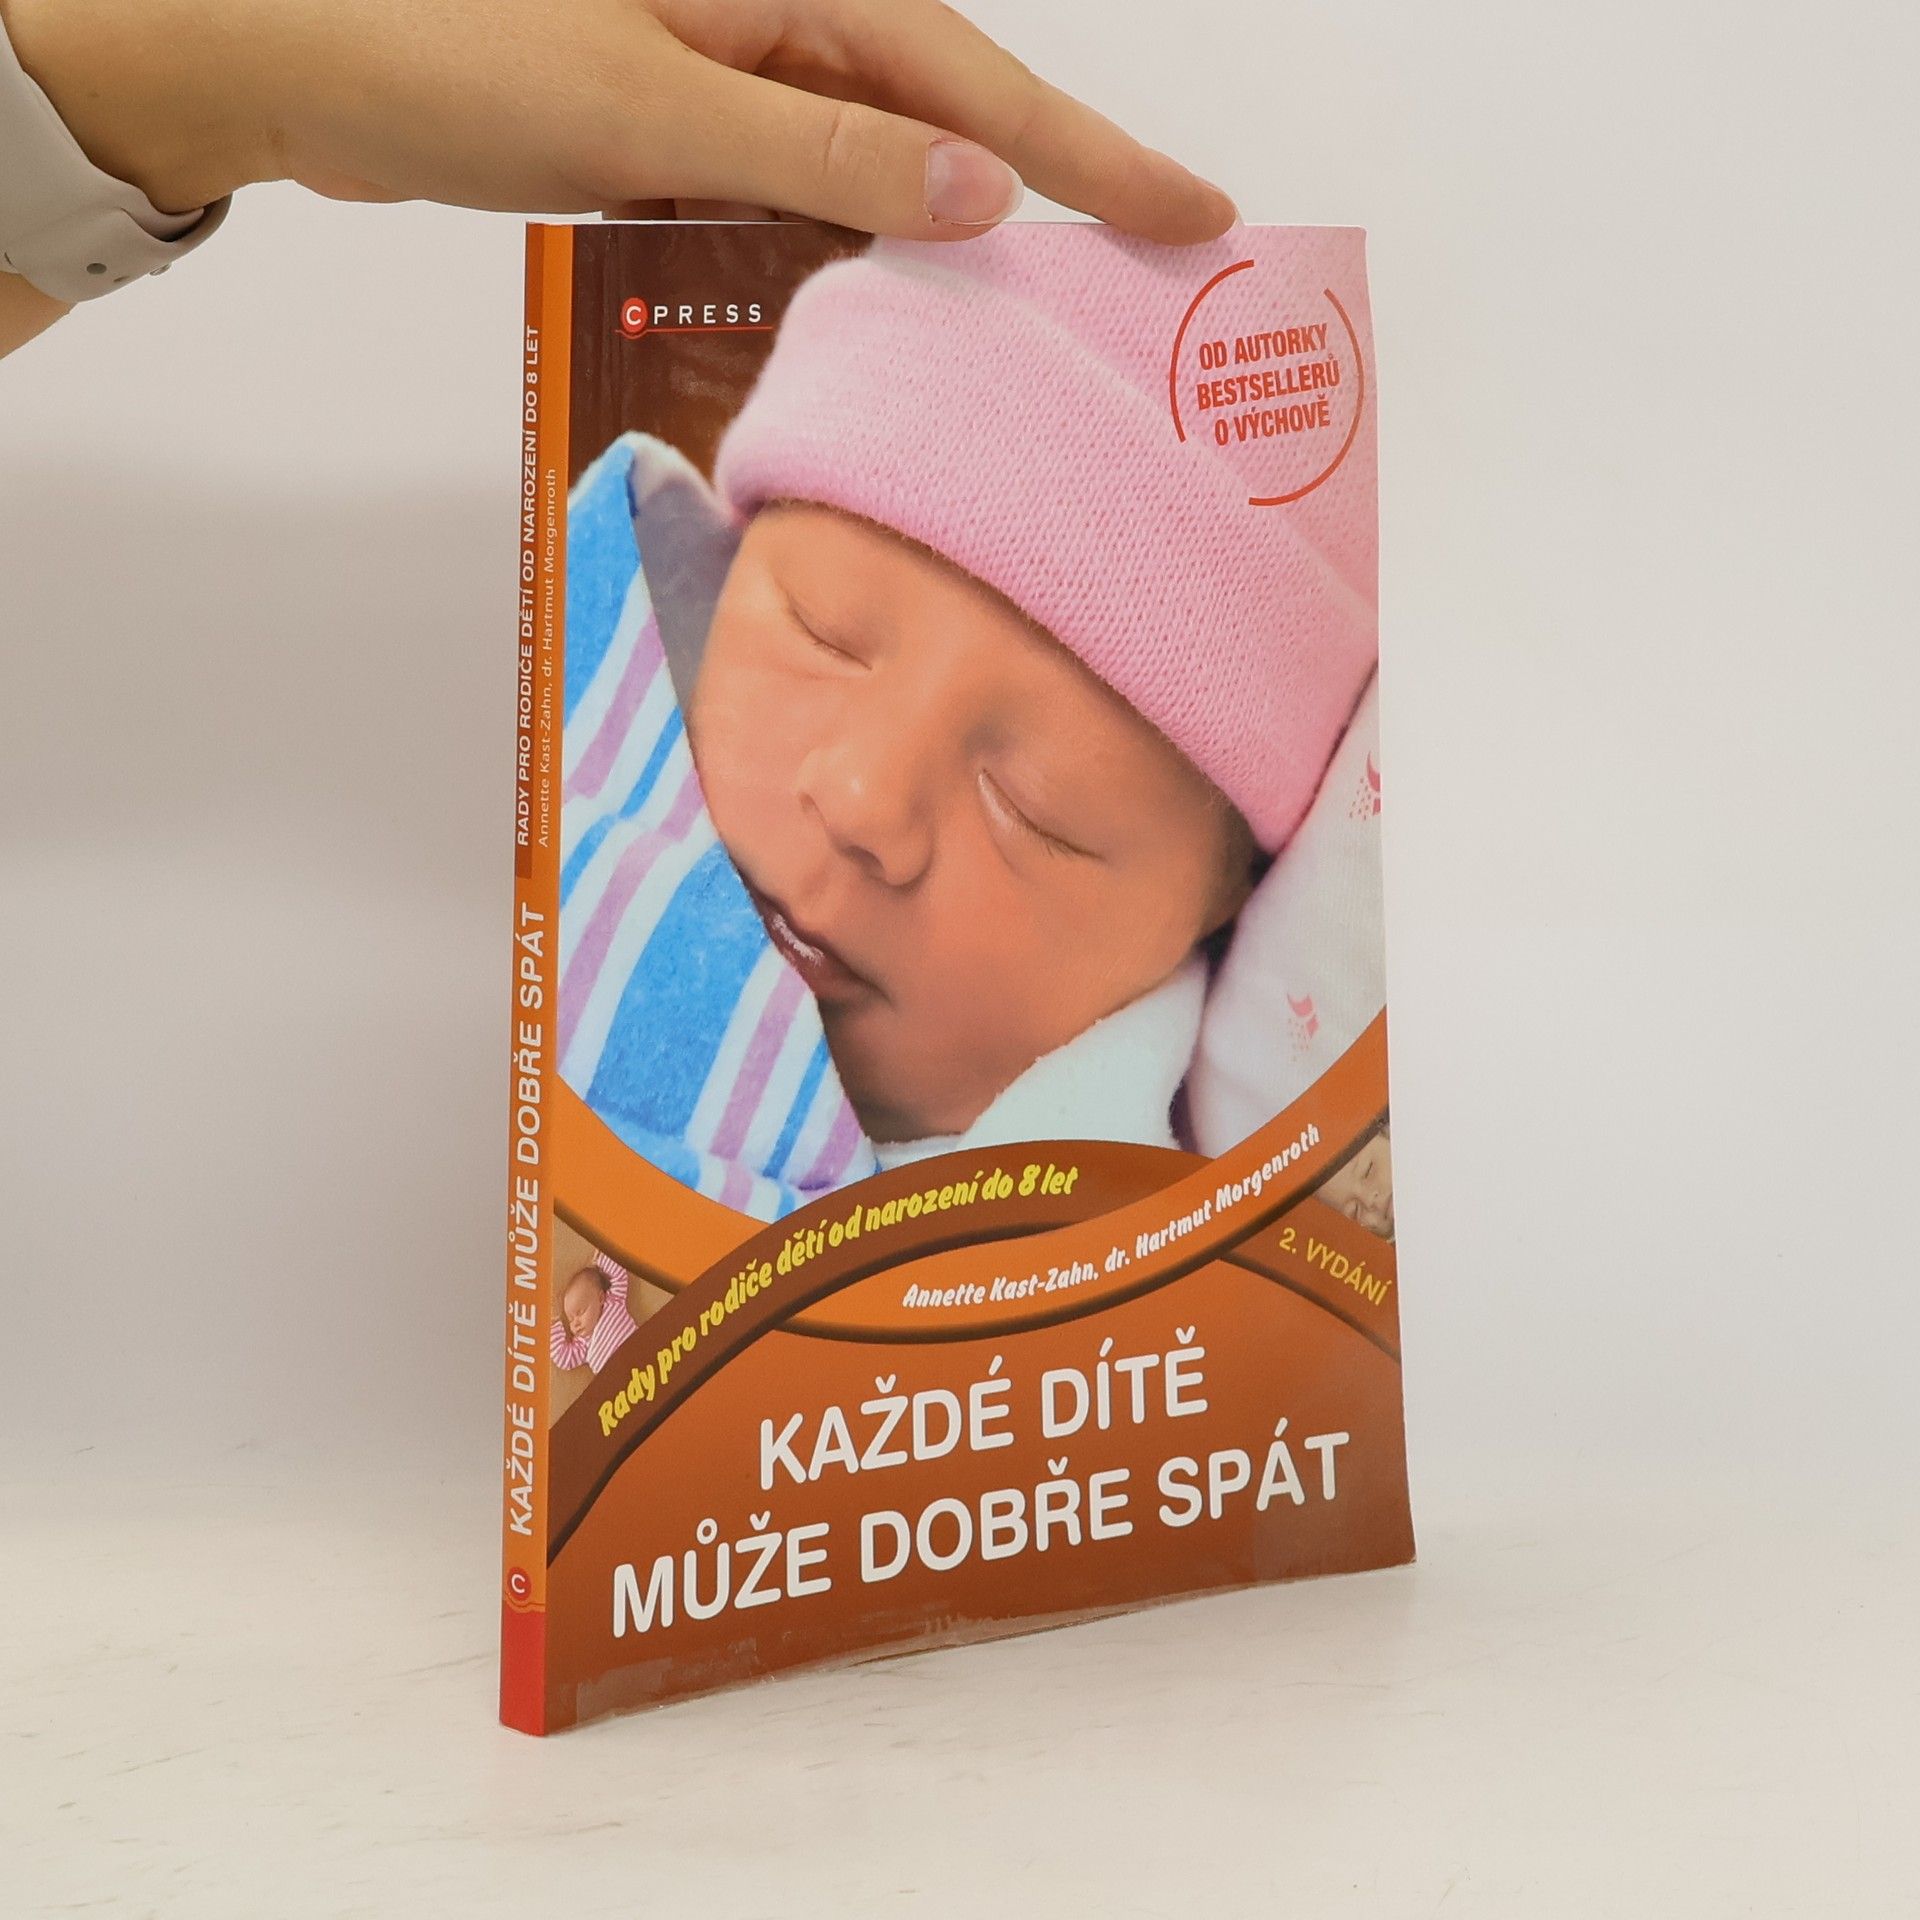 CPRESS
OD AUTORKY
BESTSELLERŮ
O VÝCHOVĚ
Rady pro rodiče dětí od narození do 8 let
Annette Kast-Zahn, dr. Hartmut Morgenroth
2. VYDÁNÍ
KAŽDÉ DÍTĚ
MŮŽE DOBŘE SPÁT
RADY PRO RODIČE DĚTÍ OD NAROZENÍ DO 8 LET
Annette Kast-Zahn, dr. Hartmut Morgenroth
KAŽDÉ DÍTĚ MŮŽE DOBŘE SPÁT
C